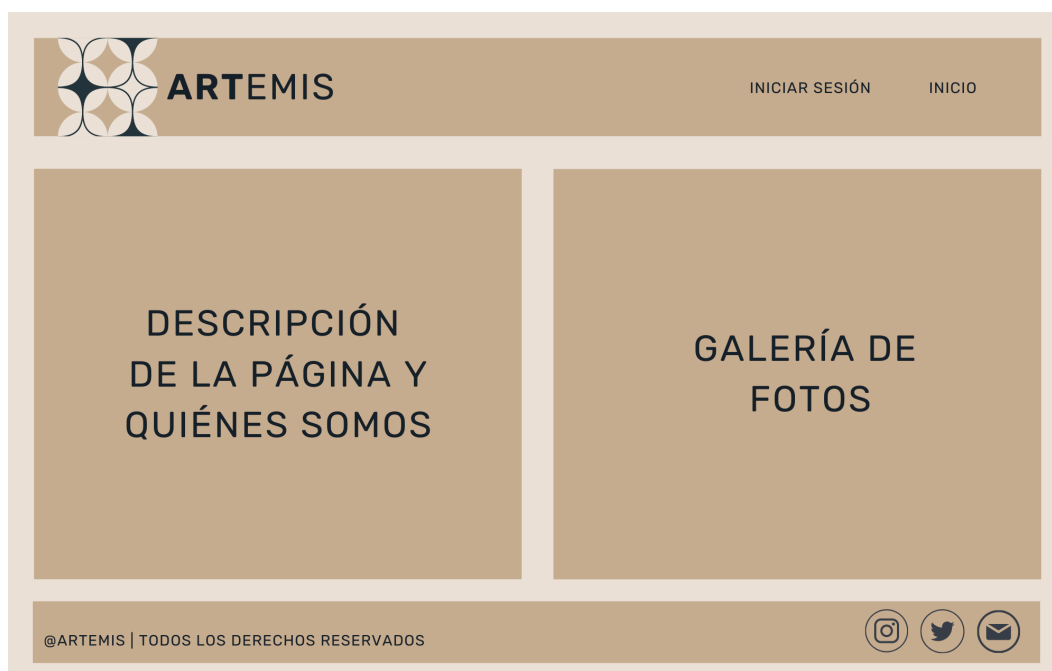 ARTEMIS
INICIAR SESIÓN
INICIO
DESCRIPCIÓN
DE LA PÁGINA Y
QUIÉNES SOMOS
GALERÍA DE
FOTOS
@ARTEMIS | TODOS LOS DERECHOS RESERVADOS